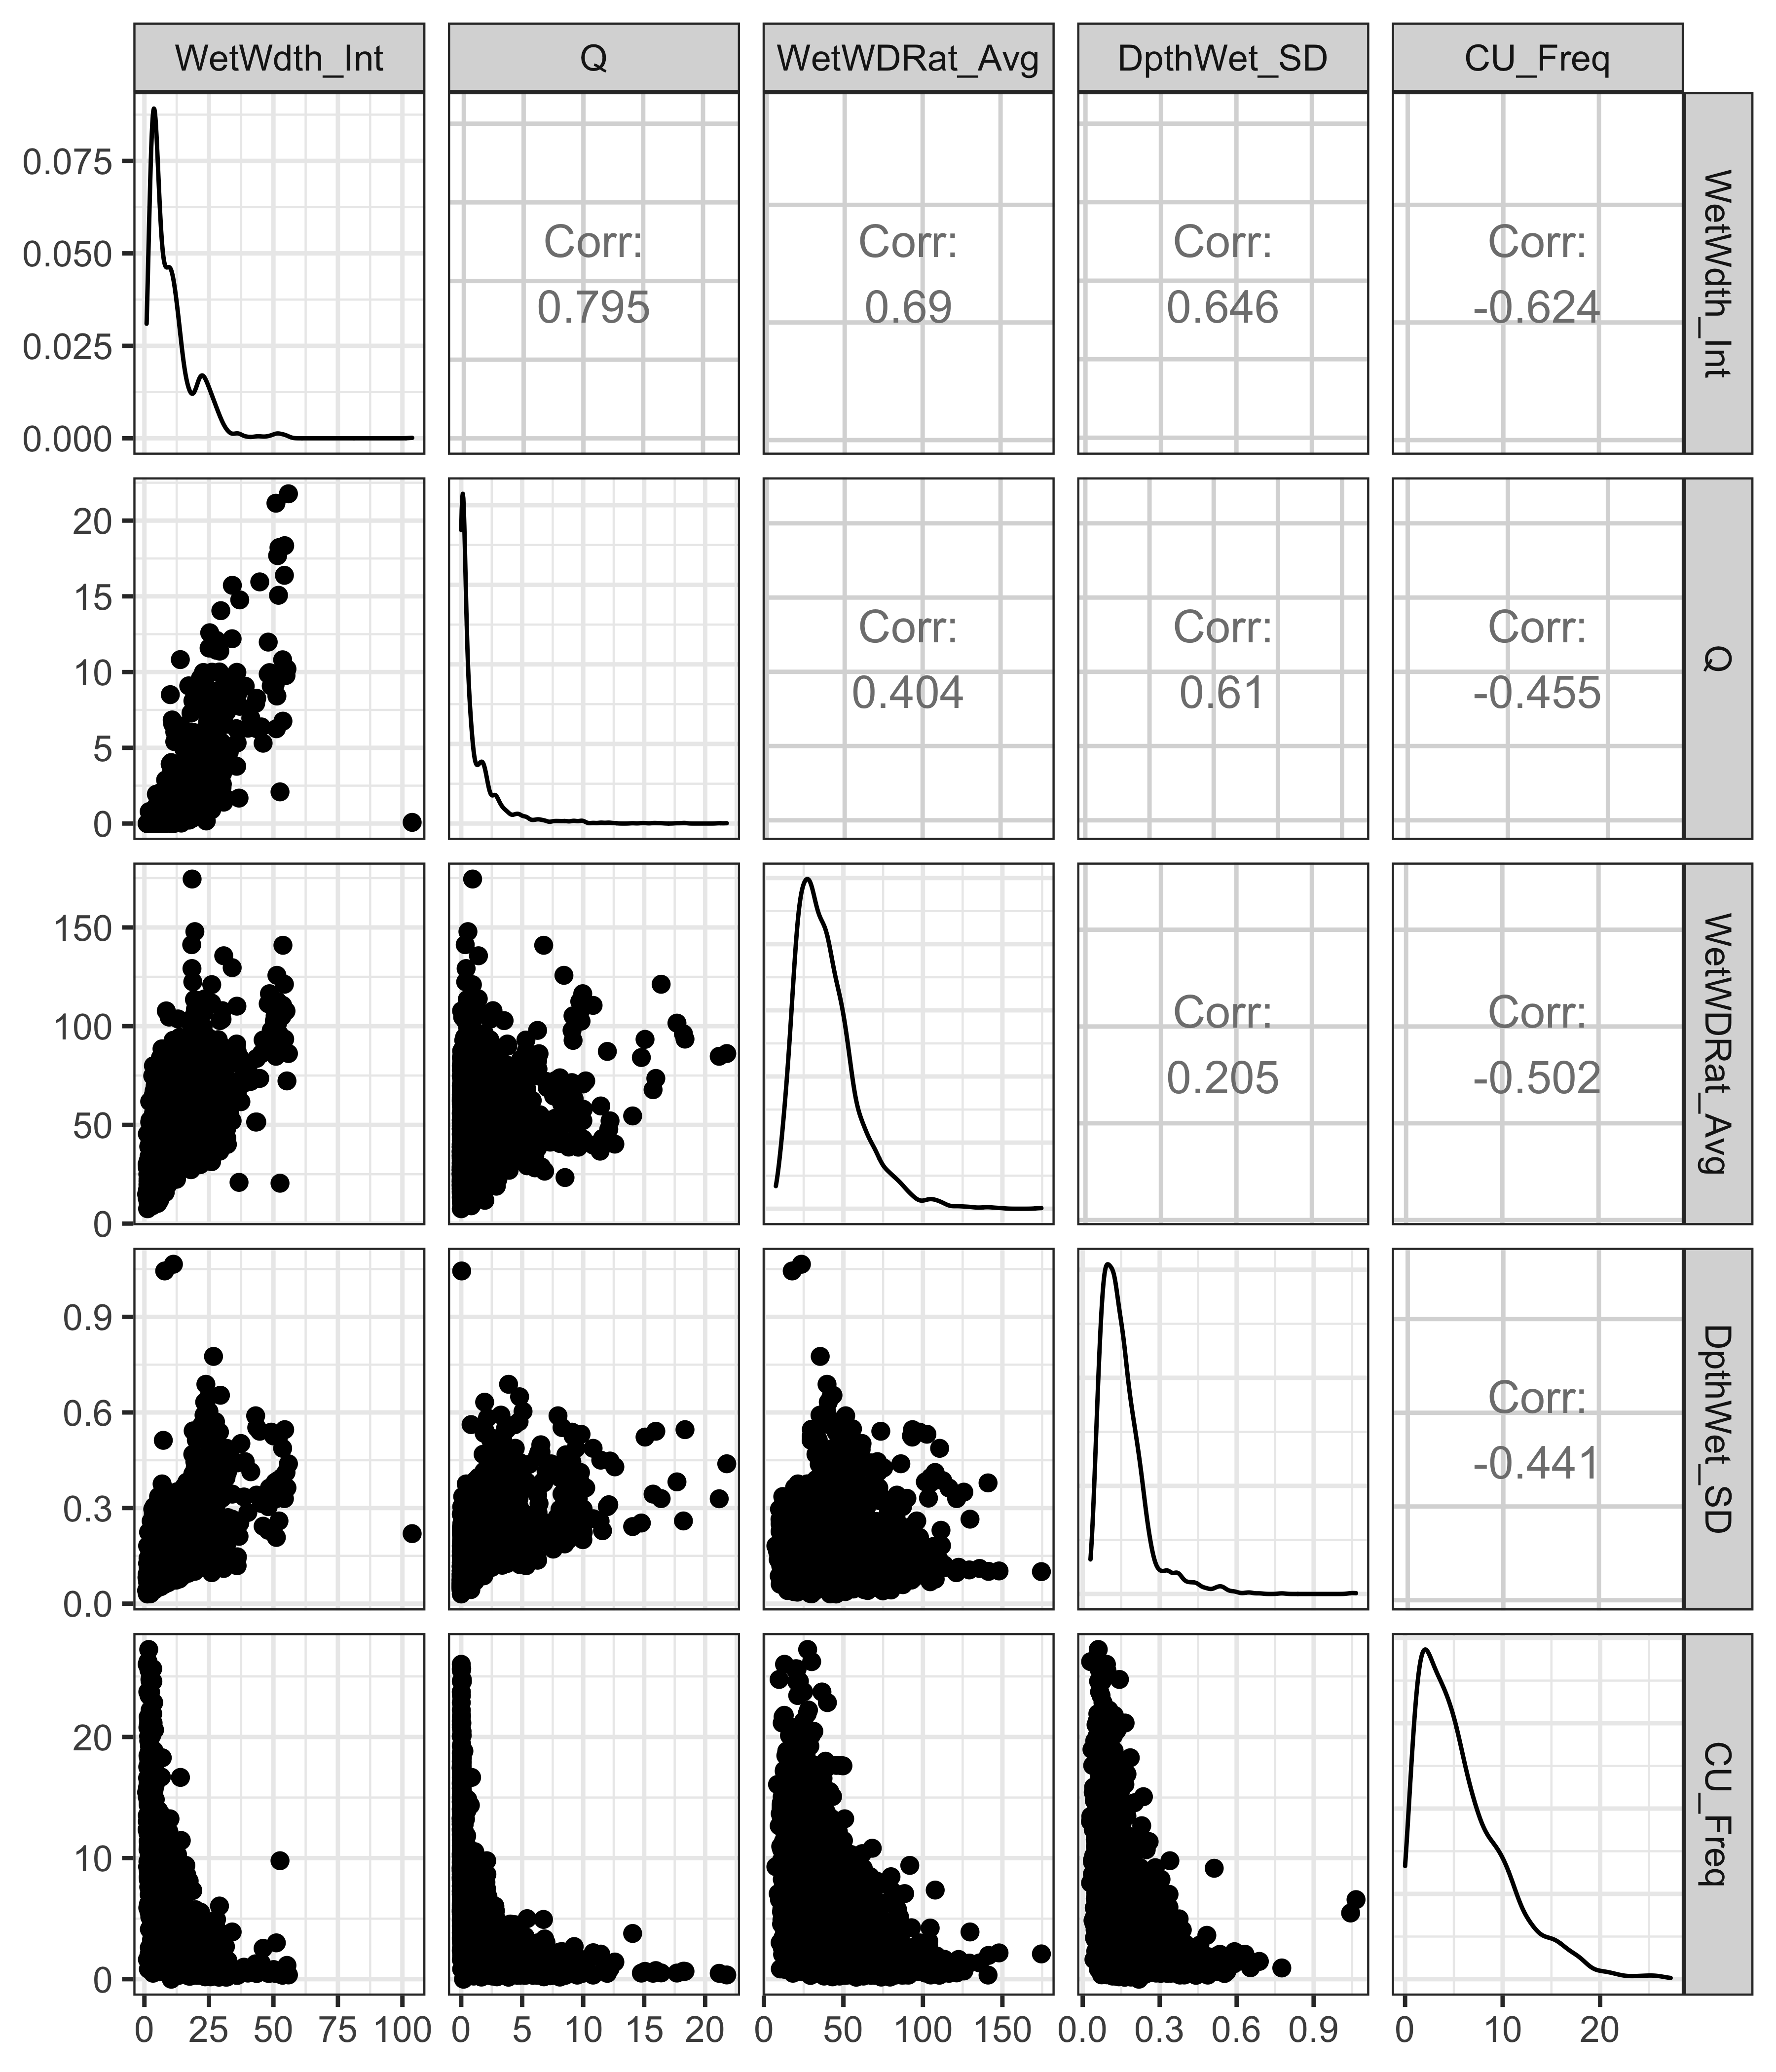 WetWdth_Int Q WetWDRat_Avg DpthWet_SD CU_Freq
0.075
0.050
0.025
0.000
Corr:
0.795
Corr:
0.69
Corr:
0.646
Corr:
-0.624
WetWdth_Int
20
15
10
5
0
Corr:
0.404
Corr:
0.61
Corr:
-0.455
Q
150
100
50
0
Corr:
0.205
Corr:
-0.502
WetWDRat_Avg
0.9
0.6
0.3
0.0
Corr:
-0.441
DpthWet_SD
20
10
0
CU_Freq
0 25 50 75 100 0 5 10 15 20 0 50 100 150 0.0 0.3 0.6 0.9 0 10 20